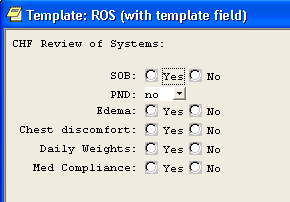 Template: ROS (with template field)
CHF Review of Systems:
SOB: Yes No
PND: no
Edema: Yes No
Chest discomfort: Yes No
Daily Weights: Yes No
Med Compliance: Yes No